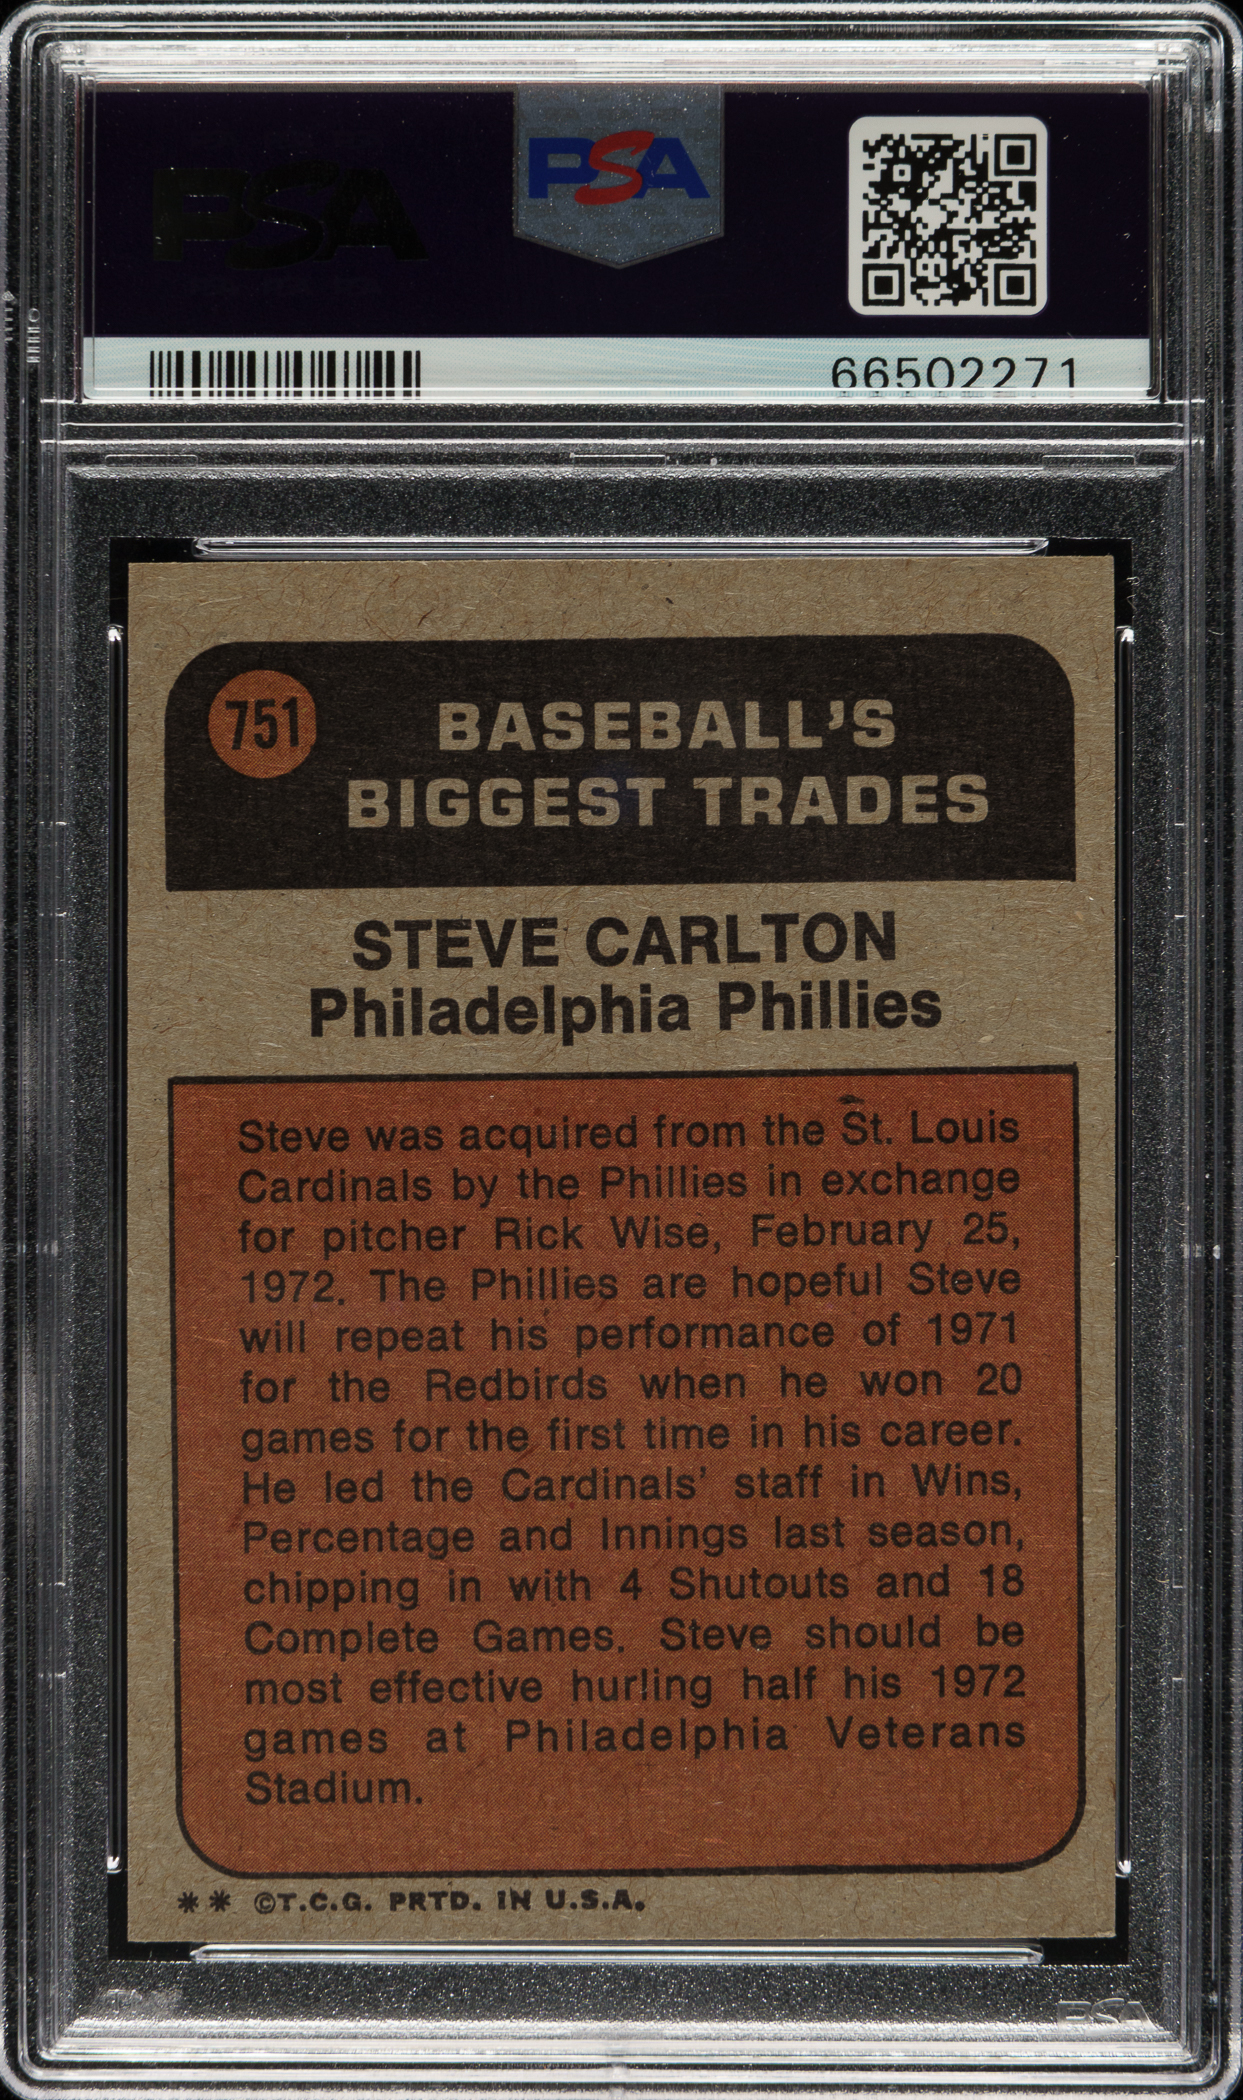 PSA
PSA
66502271
751
BASEBALL'S
BIGGEST TRADES
STEVE CARLTON
Philadelphia Phillies
Steve was acquired from the St. Louis
Cardinals by the Phillies in exchange
for pitcher Rick Wise, February 25,
1972. The Phillies are hopeful Steve
will repeat his performance of 1971
for the Redbirds when he won 20
games for the first time in his career.
He led the Cardinals' staff in Wins,
Percentage and Innings last season,
chipping in with 4 Shutouts and 18
Complete Games. Steve should be
most effective hurling half his 1972
games at Philadelphia Veterans
Stadium.
** ©T.C.G. PRTD. IN U.S.A.
PSA